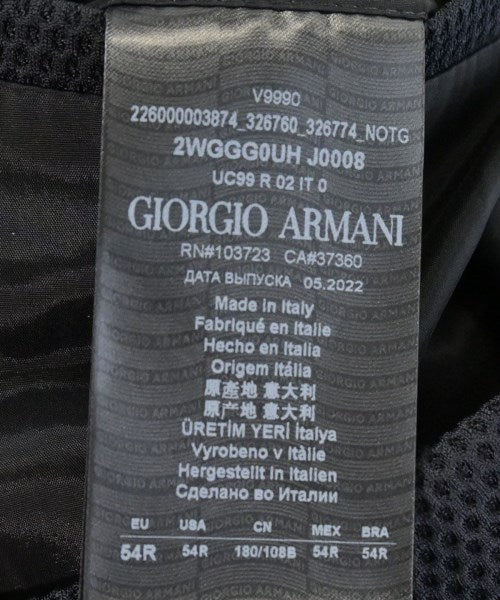 V9990
226000003874_326760_326774_NOTG
2WGGG0UH J0008
UC99 R 02 IT 0
GIORGIO ARMANI
RN#103723 CA#37360
ДАТА ВЫПУСКА 05.2022
Made in Italy
Fabriqué en Italie
Hecho en Italia
Origem Itália
原產地 意大利
原产地 意大利
ÜRETİM YERİ İtalya
Vyrobeno v Itàlie
Hergestellt in Italien
Сделано во Италии
EU USA CN MEX BRA
54R 54R 180/108B 54R 54R